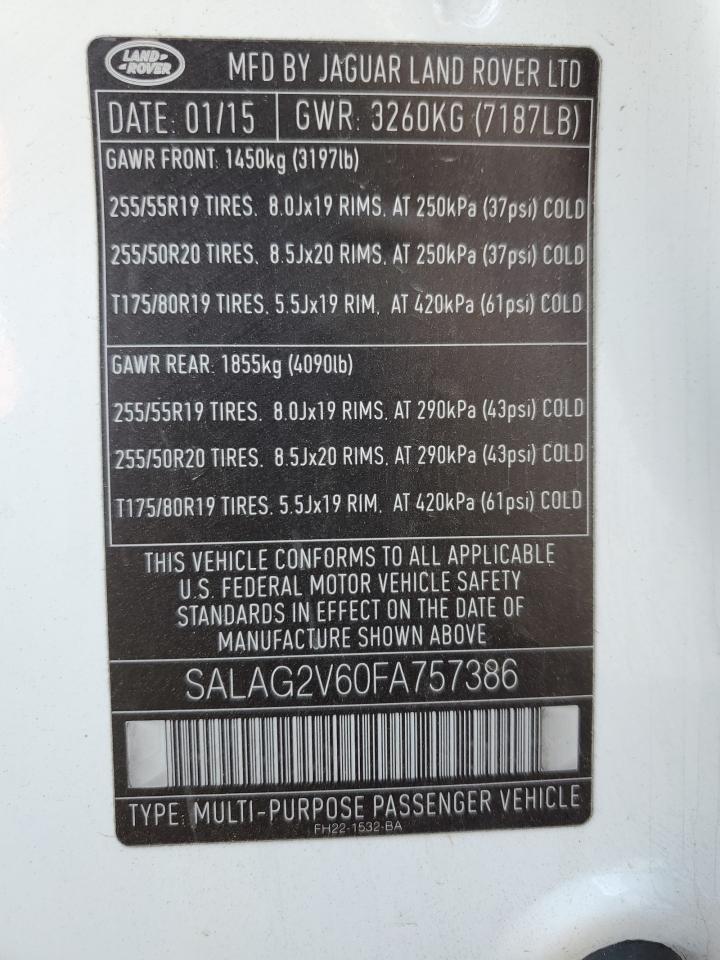 LAND ROVER
MFD BY JAGUAR LAND ROVER LTD
DATE: 01/15 GWR: 3260KG (7187LB)
GAWR FRONT: 1450kg (3197lb)
255/55R19 TIRES, 8.0Jx19 RIMS, AT 250kPa (37psi) COLD
255/50R20 TIRES, 8.5Jx20 RIMS, AT 250kPa (37psi) COLD
T175/80R19 TIRES, 5.5Jx19 RIM, AT 420kPa (61psi) COLD
GAWR REAR: 1855kg (4090lb)
255/55R19 TIRES, 8.0Jx19 RIMS, AT 290kPa (43psi) COLD
255/50R20 TIRES, 8.5Jx20 RIMS, AT 290kPa (43psi) COLD
T175/80R19 TIRES, 5.5Jx19 RIM, AT 420kPa (61psi) COLD
THIS VEHICLE CONFORMS TO ALL APPLICABLE
U.S. FEDERAL MOTOR VEHICLE SAFETY
STANDARDS IN EFFECT ON THE DATE OF
MANUFACTURE SHOWN ABOVE
SALAG2V60FA757386
TYPE: MULTI-PURPOSE PASSENGER VEHICLE
FH22-1532-BA